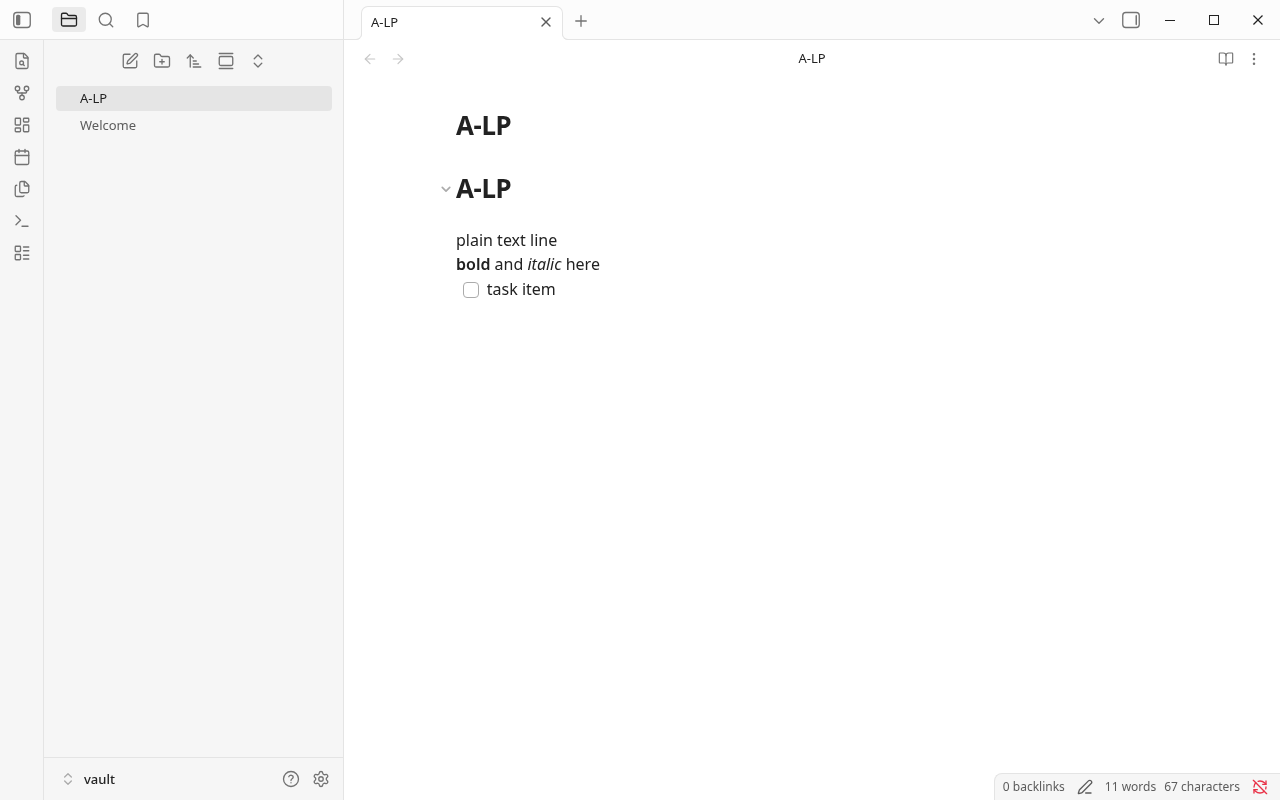 A-LP
A-LP
A-LP
Welcome
A-LP
A-LP
plain text line
bold and italic here
task item
vault
0 backlinks
11 words
67 characters